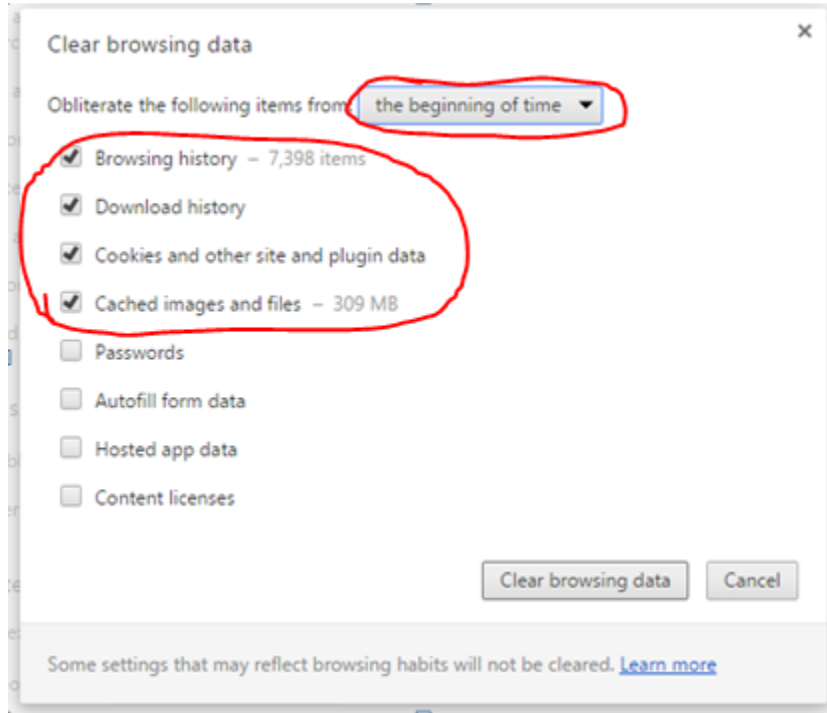 Clear browsing data
Obliterate the following items from: the beginning of time
Browsing history – 7,398 items
Download history
Cookies and other site and plugin data
Cached images and files – 309 MB
Passwords
Autofill form data
Hosted app data
Content licenses
Clear browsing data Cancel
Some settings that may reflect browsing habits will not be cleared. Learn more